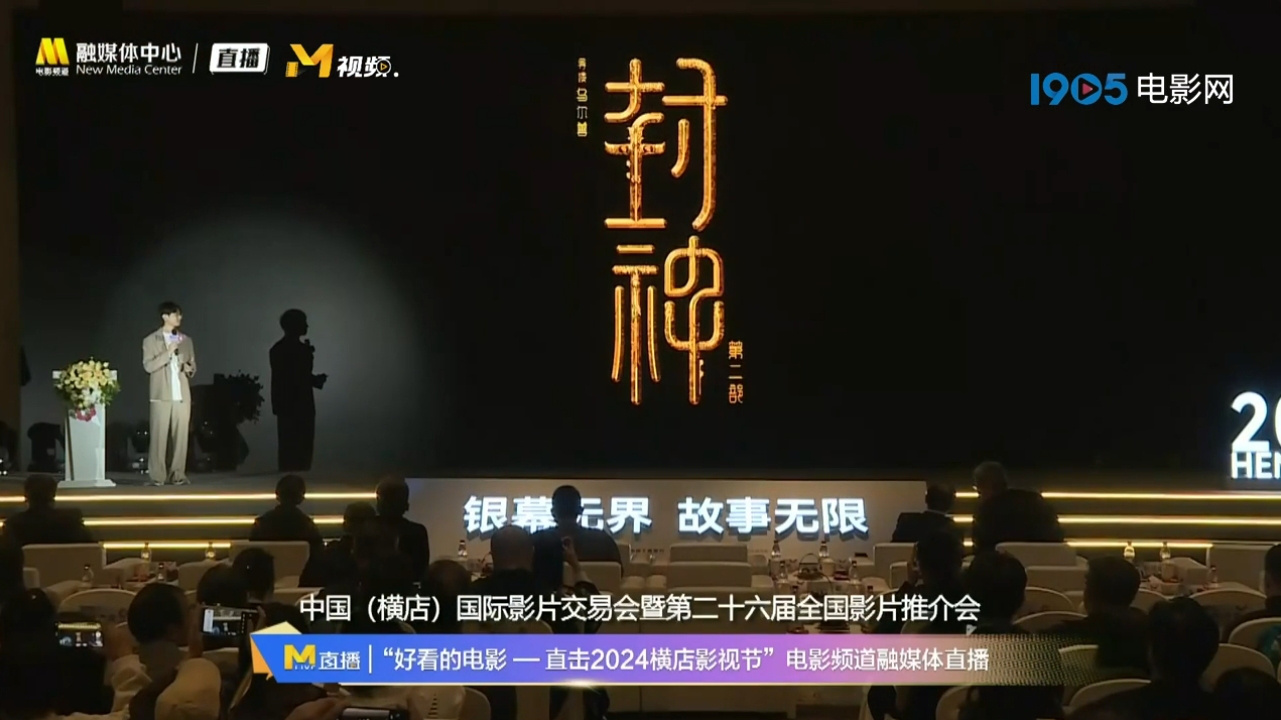 融媒体中心
电影频道 New Media Center
直播
M视频
1905电影网
导演 乌尔善
封神
第二部
20
HEN
银幕无界 故事无限
中国（横店）国际影片交易会暨第二十六届全国影片推介会
M直播 “好看的电影 — 直击2024横店影视节”电影频道融媒体直播